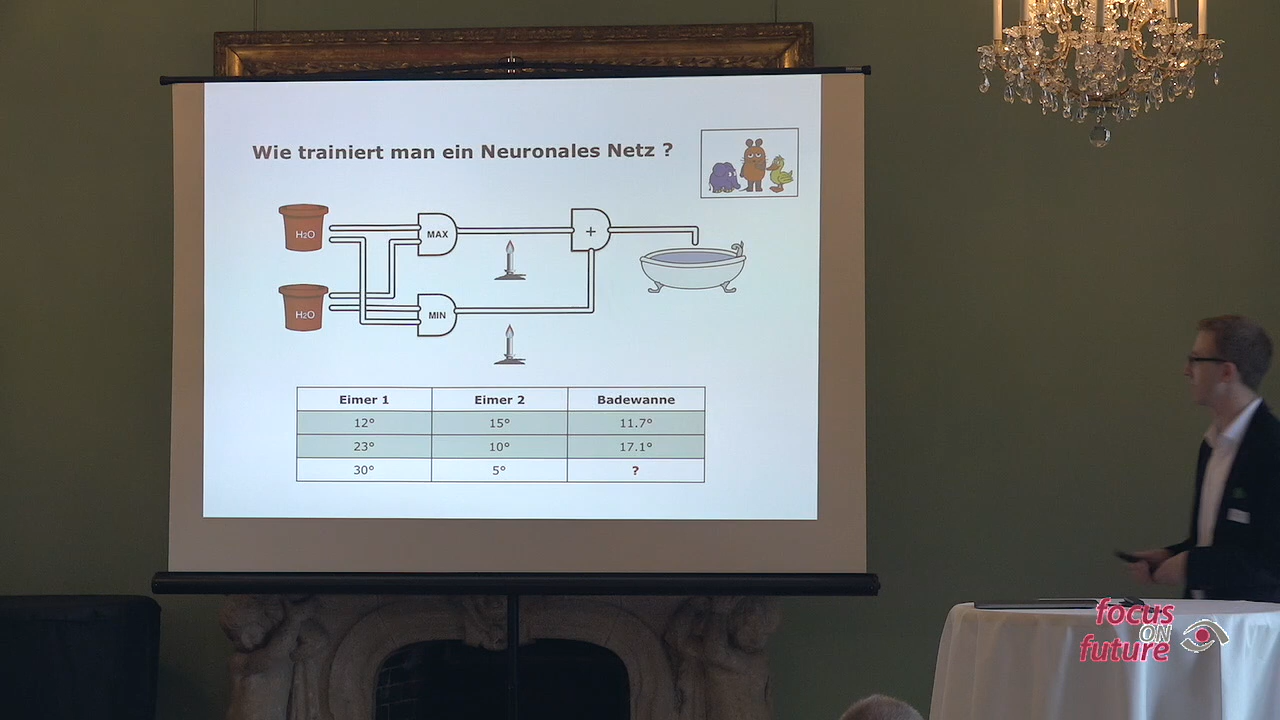 Wie trainiert man ein Neuronales Netz ?
H₂O
MAX
+
H₂O
MIN
Eimer 1 Eimer 2 Badewanne
12° 15° 11.7°
23° 10° 17.1°
30° 5° ?
focus
ON
future